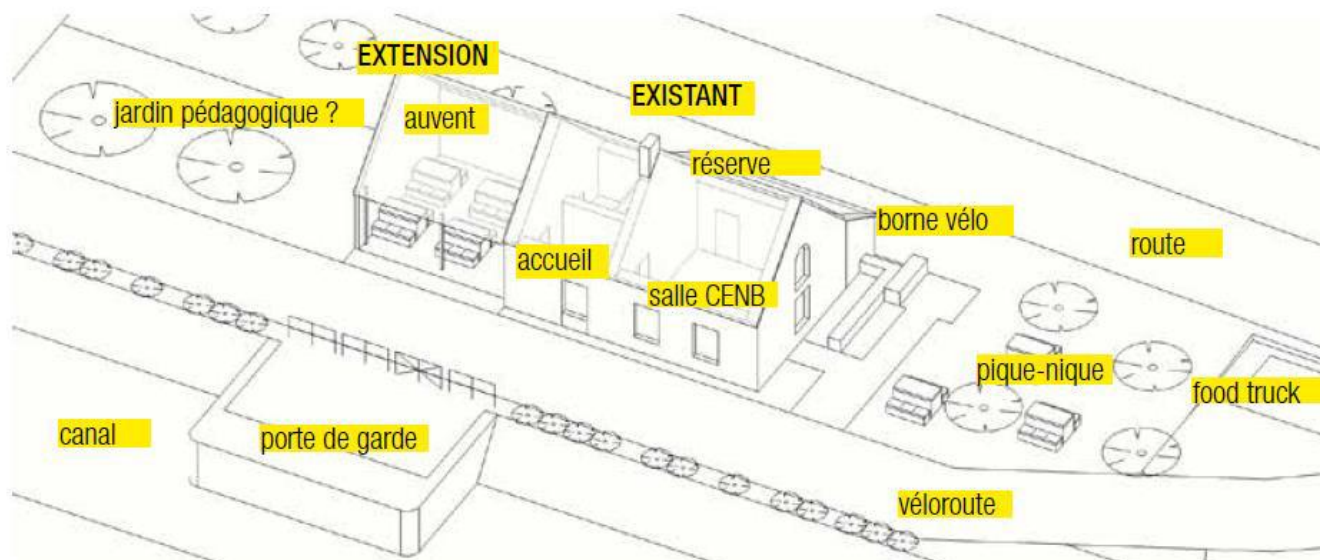 EXTENSION
EXISTANT
jardin pédagogique ?
auvent
réserve
borne vélo
route
accueil
salle CENB
pique-nique
food truck
canal
porte de garde
véloroute